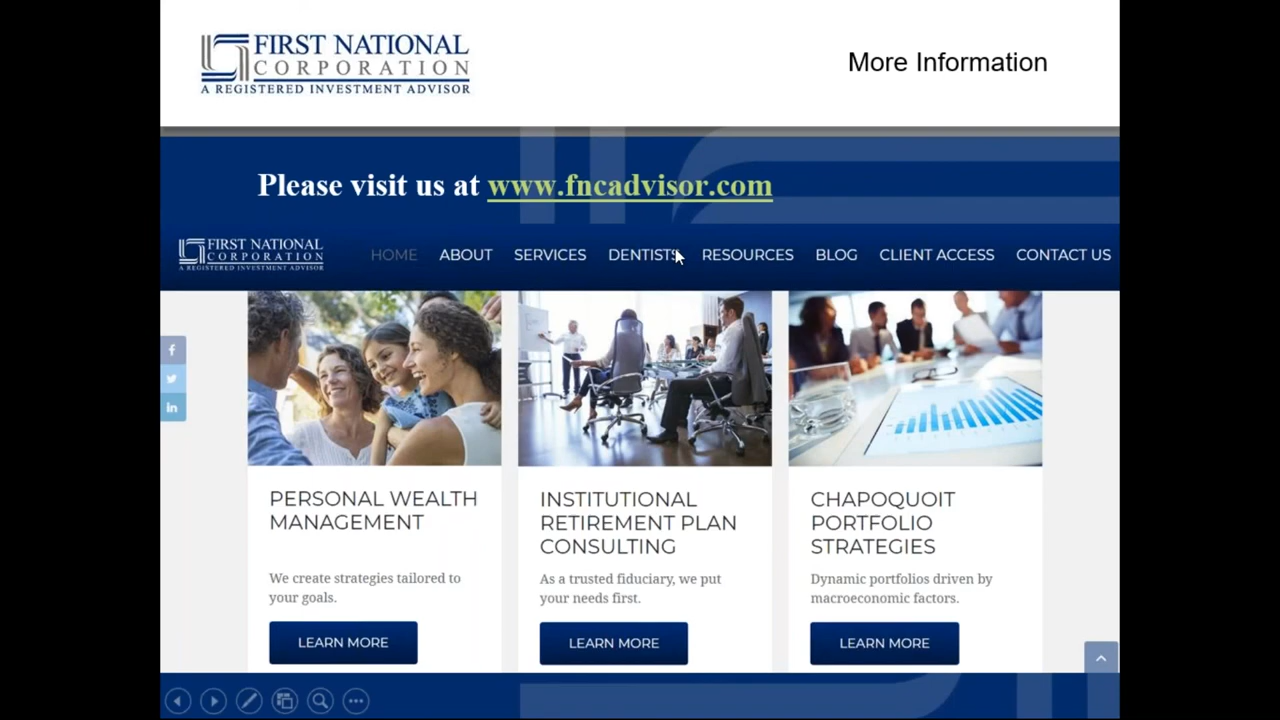 FIRST NATIONAL
CORPORATION
A REGISTERED INVESTMENT ADVISOR
More Information
Please visit us at www.fncadvisor.com
FIRST NATIONAL
CORPORATION
A REGISTERED INVESTMENT ADVISOR
HOME ABOUT SERVICES DENTISTS RESOURCES BLOG CLIENT ACCESS CONTACT US
f
in
PERSONAL WEALTH
MANAGEMENT
We create strategies tailored to
your goals.
LEARN MORE
INSTITUTIONAL
RETIREMENT PLAN
CONSULTING
As a trusted fiduciary, we put
your needs first.
LEARN MORE
CHAPOQUOIT
PORTFOLIO
STRATEGIES
Dynamic portfolios driven by
macroeconomic factors.
LEARN MORE